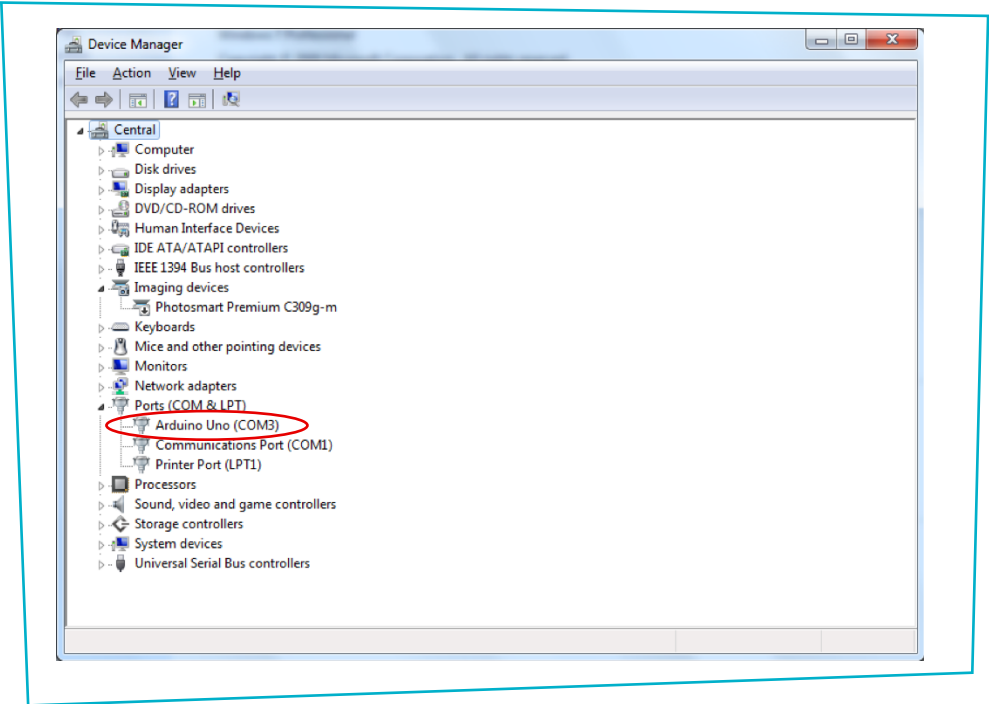 Device Manager
File Action View Help
Central
Computer
Disk drives
Display adapters
DVD/CD-ROM drives
Human Interface Devices
IDE ATA/ATAPI controllers
IEEE 1394 Bus host controllers
Imaging devices
Photosmart Premium C309g-m
Keyboards
Mice and other pointing devices
Monitors
Network adapters
Ports (COM & LPT)
Arduino Uno (COM3)
Communications Port (COM1)
Printer Port (LPT1)
Processors
Sound, video and game controllers
Storage controllers
System devices
Universal Serial Bus controllers